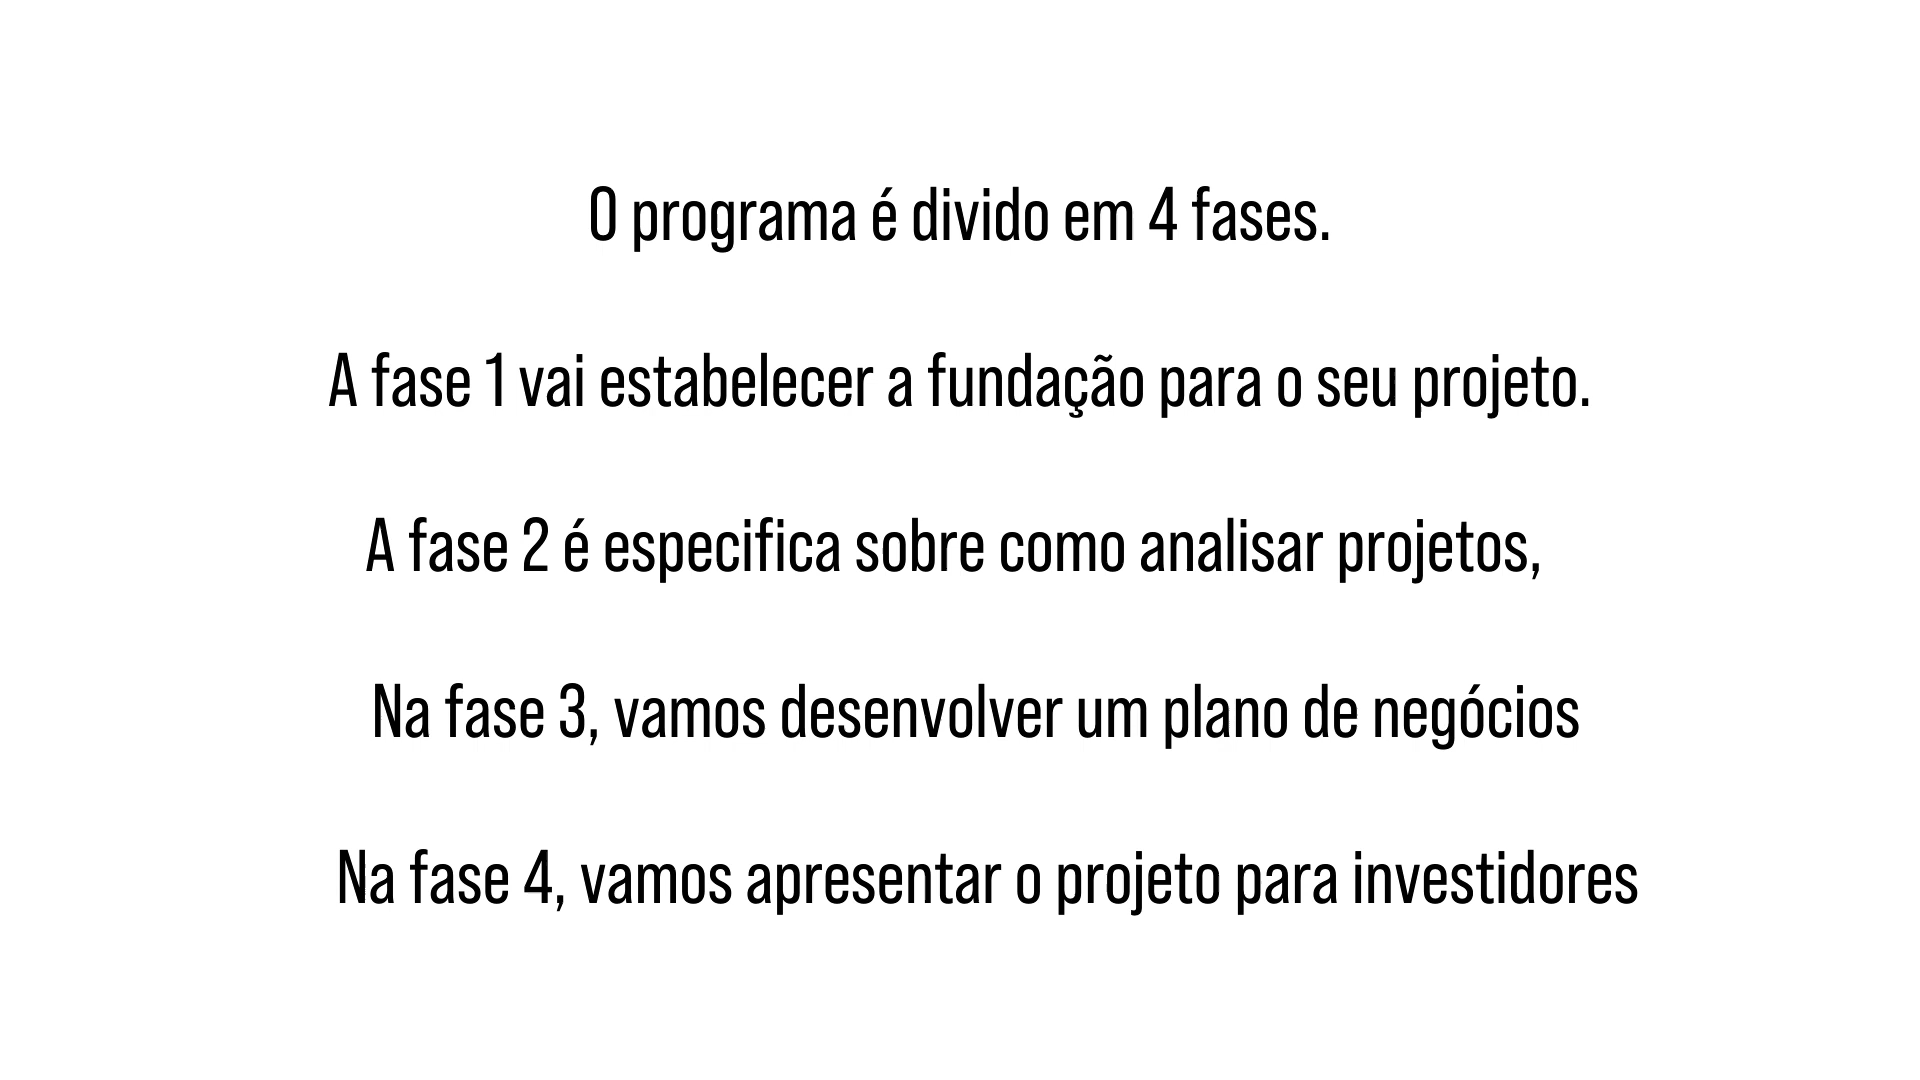 O programa é divido em 4 fases.
A fase 1 vai estabelecer a fundação para o seu projeto.
A fase 2 é especifica sobre como analisar projetos,
Na fase 3, vamos desenvolver um plano de negócios
Na fase 4, vamos apresentar o projeto para investidores